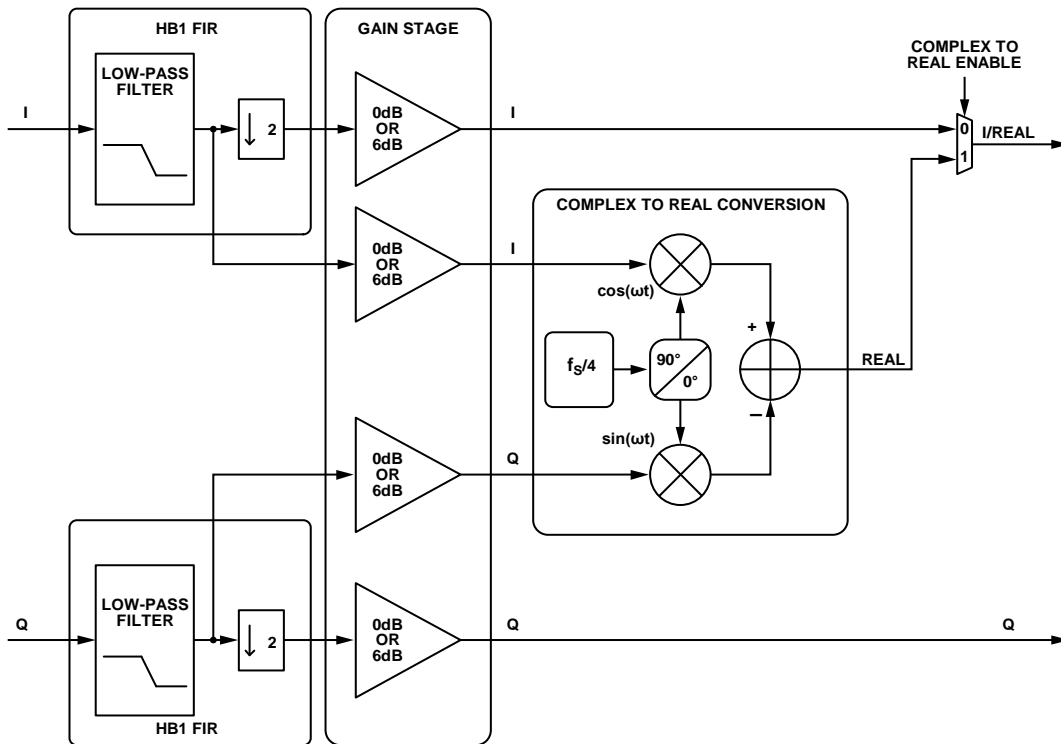 HB1 FIR
GAIN STAGE
LOW-PASS
FILTER
COMPLEX TO
REAL ENABLE
I
2
0dB
OR
6dB
I
0
1
I/REAL
COMPLEX TO REAL CONVERSION
0dB
OR
6dB
I
cos(ωt)
+
fS/4
90°
0°
REAL
–
sin(ωt)
0dB
OR
6dB
Q
LOW-PASS
FILTER
Q
2
0dB
OR
6dB
Q
Q
HB1 FIR